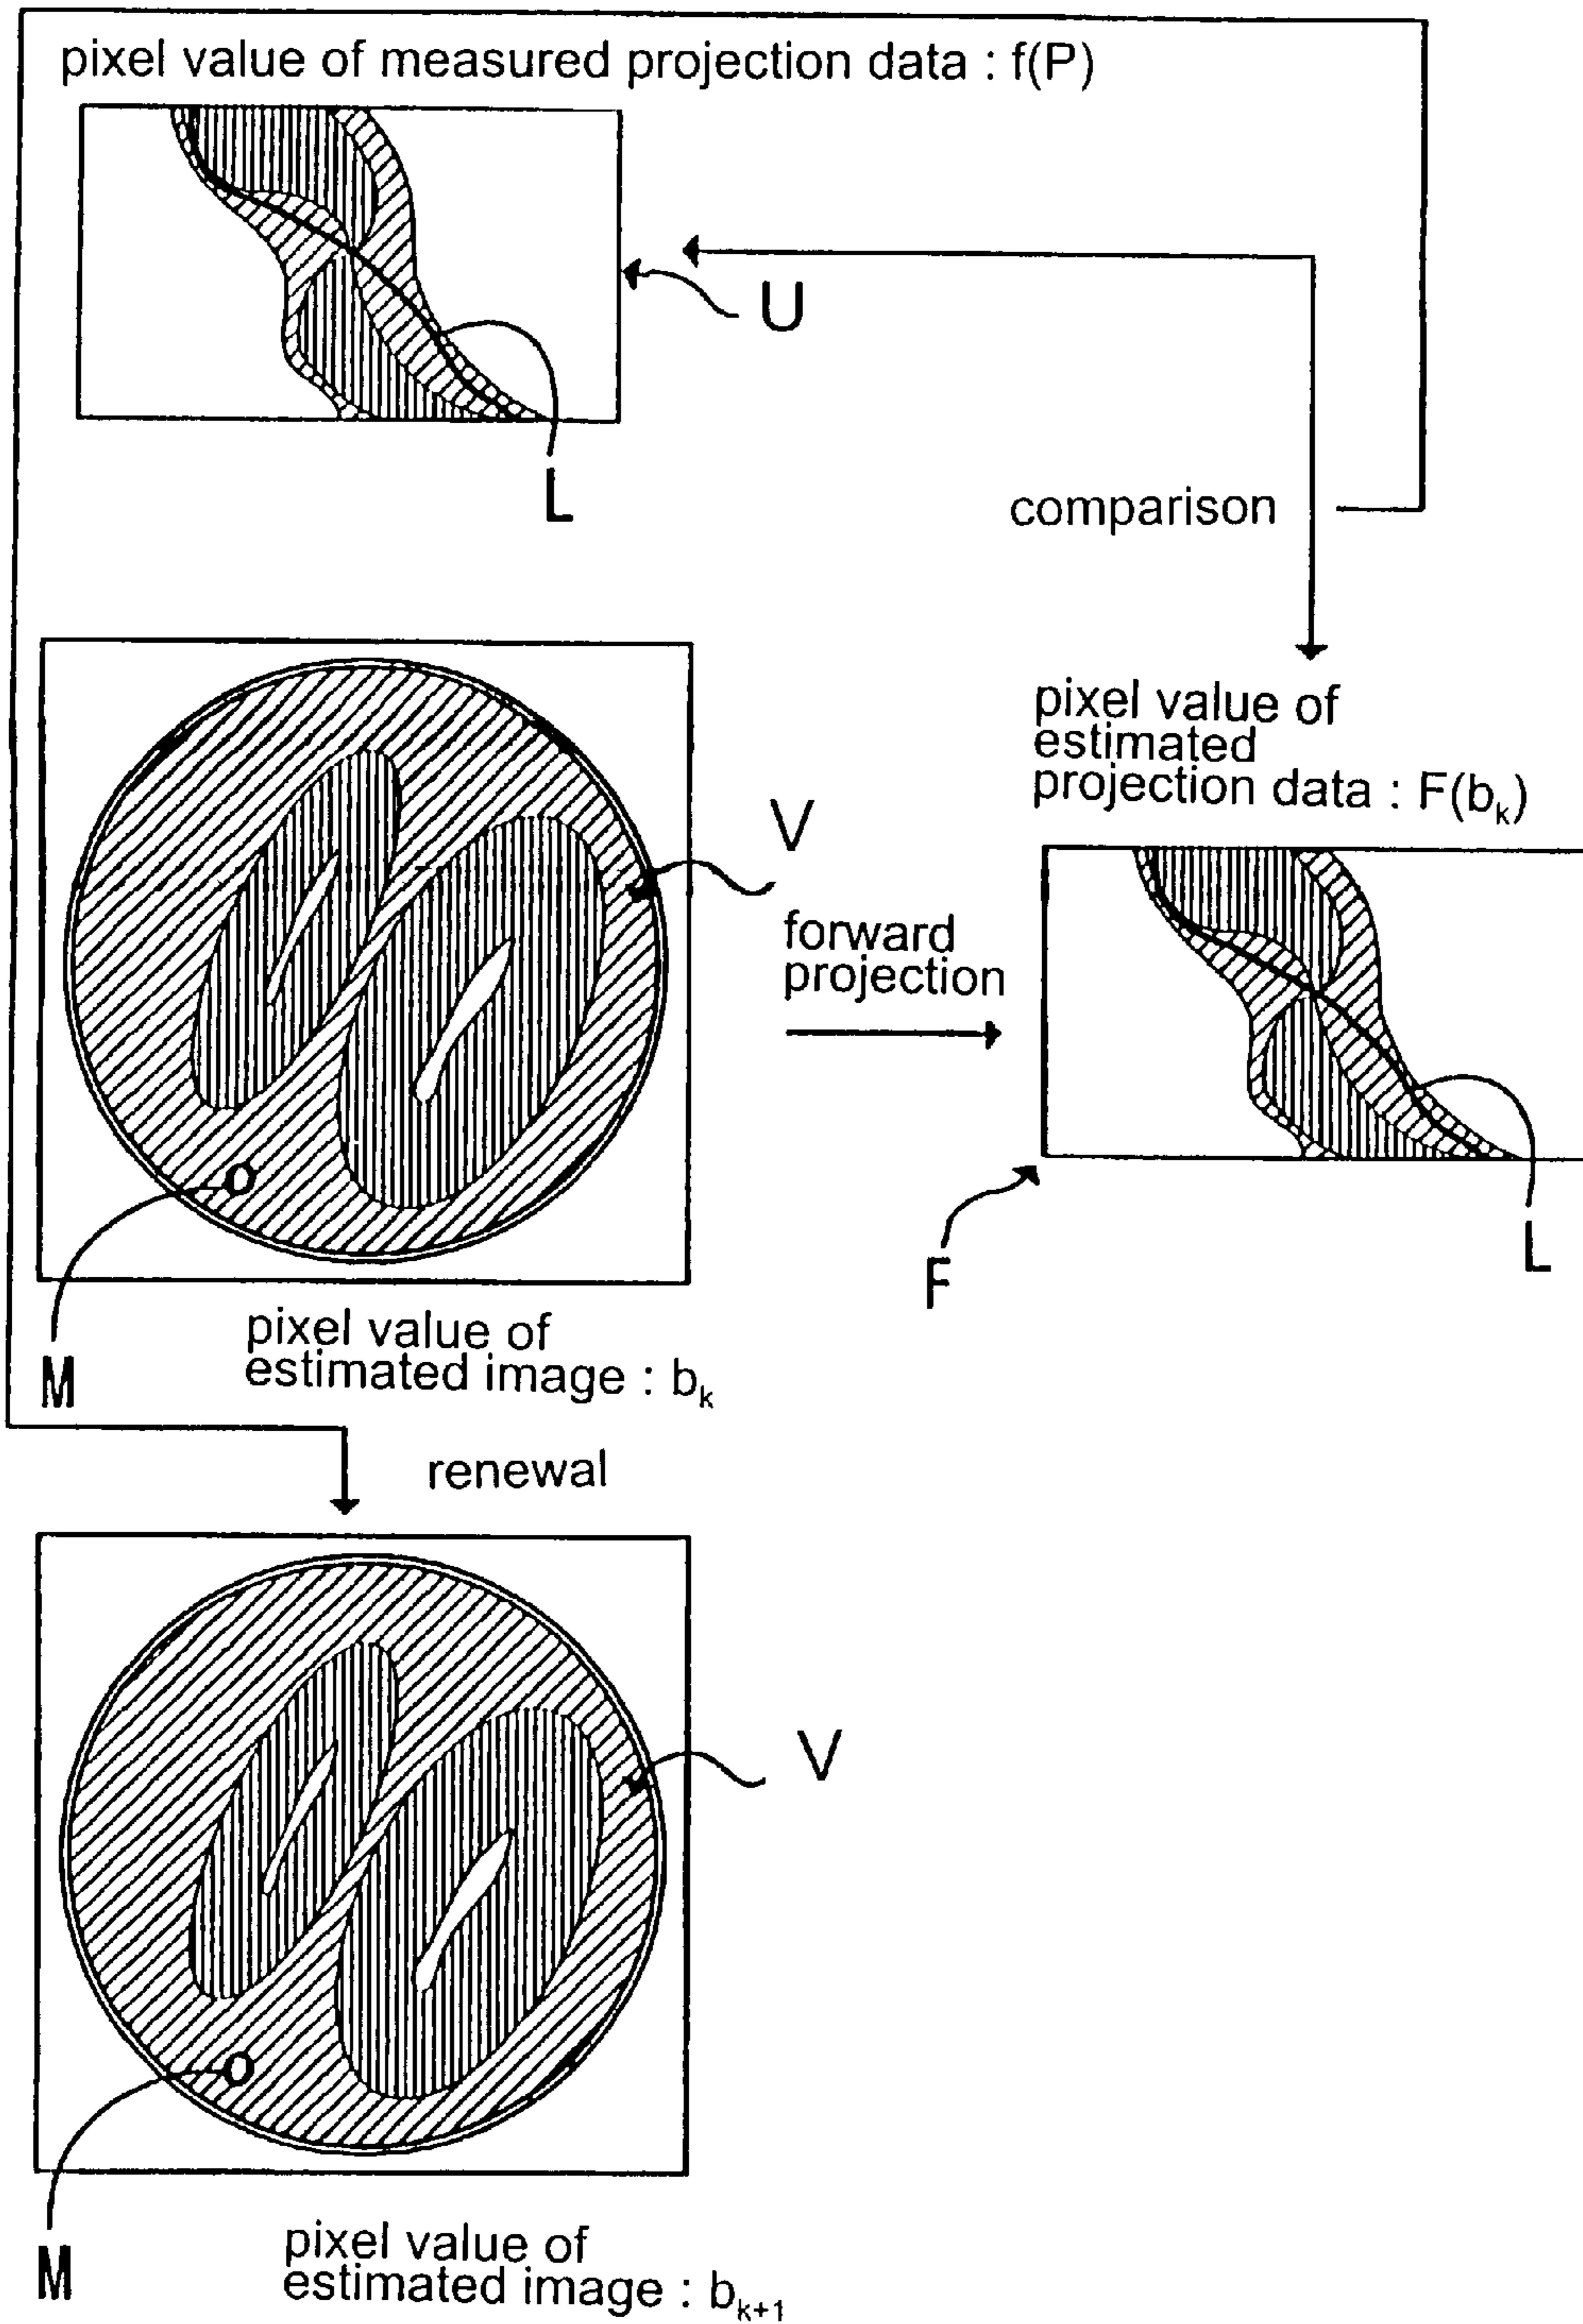 pixel value of measured projection data : f(P)
U
L
comparison
pixel value of
estimated
projection data : F(bₖ)
V
forward
projection
F
L
M
pixel value of
estimated image : bₖ
renewal
V
M
pixel value of
estimated image : bₖ₊₁